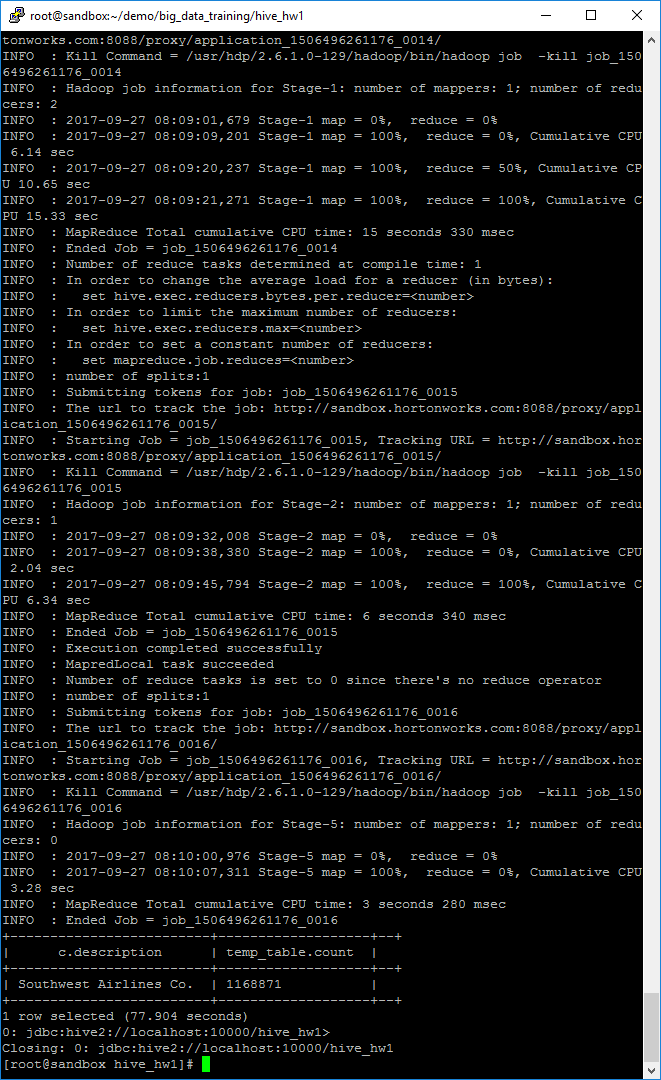 root@sandbox:~/demo/big_data_training/hive_hw1
tonworks.com:8088/proxy/application_1506496261176_0014/
INFO  : Kill Command = /usr/hdp/2.6.1.0-129/hadoop/bin/hadoop job  -kill job_150
6496261176_0014
INFO  : Hadoop job information for Stage-1: number of mappers: 1; number of redu
cers: 2
INFO  : 2017-09-27 08:09:01,679 Stage-1 map = 0%,  reduce = 0%
INFO  : 2017-09-27 08:09:09,201 Stage-1 map = 100%,  reduce = 0%, Cumulative CPU
 6.14 sec
INFO  : 2017-09-27 08:09:20,237 Stage-1 map = 100%,  reduce = 50%, Cumulative CP
U 10.65 sec
INFO  : 2017-09-27 08:09:21,271 Stage-1 map = 100%,  reduce = 100%, Cumulative C
PU 15.33 sec
INFO  : MapReduce Total cumulative CPU time: 15 seconds 330 msec
INFO  : Ended Job = job_1506496261176_0014
INFO  : Number of reduce tasks determined at compile time: 1
INFO  : In order to change the average load for a reducer (in bytes):
INFO  :   set hive.exec.reducers.bytes.per.reducer=<number>
INFO  : In order to limit the maximum number of reducers:
INFO  :   set hive.exec.reducers.max=<number>
INFO  : In order to set a constant number of reducers:
INFO  :   set mapreduce.job.reduces=<number>
INFO  : number of splits:1
INFO  : Submitting tokens for job: job_1506496261176_0015
INFO  : The url to track the job: http://sandbox.hortonworks.com:8088/proxy/appl
ication_1506496261176_0015/
INFO  : Starting Job = job_1506496261176_0015, Tracking URL = http://sandbox.hor
tonworks.com:8088/proxy/application_1506496261176_0015/
INFO  : Kill Command = /usr/hdp/2.6.1.0-129/hadoop/bin/hadoop job  -kill job_150
6496261176_0015
INFO  : Hadoop job information for Stage-2: number of mappers: 1; number of redu
cers: 1
INFO  : 2017-09-27 08:09:32,008 Stage-2 map = 0%,  reduce = 0%
INFO  : 2017-09-27 08:09:38,380 Stage-2 map = 100%,  reduce = 0%, Cumulative CPU
 2.04 sec
INFO  : 2017-09-27 08:09:45,794 Stage-2 map = 100%,  reduce = 100%, Cumulative C
PU 6.34 sec
INFO  : MapReduce Total cumulative CPU time: 6 seconds 340 msec
INFO  : Ended Job = job_1506496261176_0015
INFO  : Execution completed successfully
INFO  : MapredLocal task succeeded
INFO  : Number of reduce tasks is set to 0 since there's no reduce operator
INFO  : number of splits:1
INFO  : Submitting tokens for job: job_1506496261176_0016
INFO  : The url to track the job: http://sandbox.hortonworks.com:8088/proxy/appl
ication_1506496261176_0016/
INFO  : Starting Job = job_1506496261176_0016, Tracking URL = http://sandbox.hor
tonworks.com:8088/proxy/application_1506496261176_0016/
INFO  : Kill Command = /usr/hdp/2.6.1.0-129/hadoop/bin/hadoop job  -kill job_150
6496261176_0016
INFO  : Hadoop job information for Stage-5: number of mappers: 1; number of redu
cers: 0
INFO  : 2017-09-27 08:10:00,976 Stage-5 map = 0%,  reduce = 0%
INFO  : 2017-09-27 08:10:07,311 Stage-5 map = 100%,  reduce = 0%, Cumulative CPU
 3.28 sec
INFO  : MapReduce Total cumulative CPU time: 3 seconds 280 msec
INFO  : Ended Job = job_1506496261176_0016
+-------------------------+-------------------+--+
|      c.description      | temp_table.count  |
+-------------------------+-------------------+--+
| Southwest Airlines Co.  | 1168871           |
+-------------------------+-------------------+--+
1 row selected (77.904 seconds)
0: jdbc:hive2://localhost:10000/hive_hw1>
Closing: 0: jdbc:hive2://localhost:10000/hive_hw1
[root@sandbox hive_hw1]#